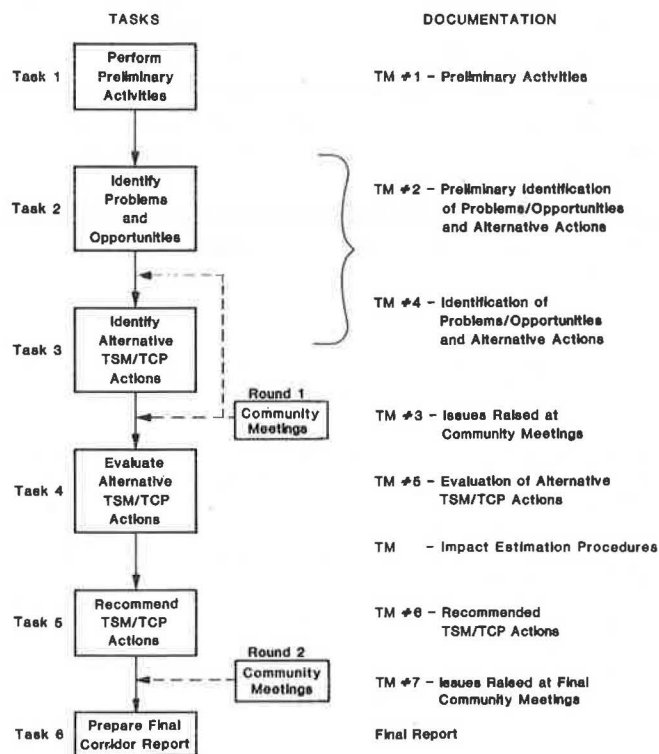 TASKS
DOCUMENTATION
Task 1
Perform
Preliminary
Activities
TM #1 - Preliminary Activities
Task 2
Identify
Problems
and
Opportunities
TM #2 - Preliminary Identification
of Problems/Opportunities
and Alternative Actions
Task 3
Identify
Alternative
TSM/TCP
Actions
TM #4 - Identification of
Problems/Opportunities
and Alternative Actions
Round 1
Community
Meetings
TM #3 - Issues Raised at
Community Meetings
Task 4
Evaluate
Alternative
TSM/TCP
Actions
TM #5 - Evaluation of Alternative
TSM/TCP Actions
TM - Impact Estimation Procedures
Task 5
Recommend
TSM/TCP
Actions
TM #6 - Recommended
TSM/TCP Actions
Round 2
Community
Meetings
TM #7 - Issues Raised at Final
Community Meetings
Task 6
Prepare Final
Corridor Report
Final Report